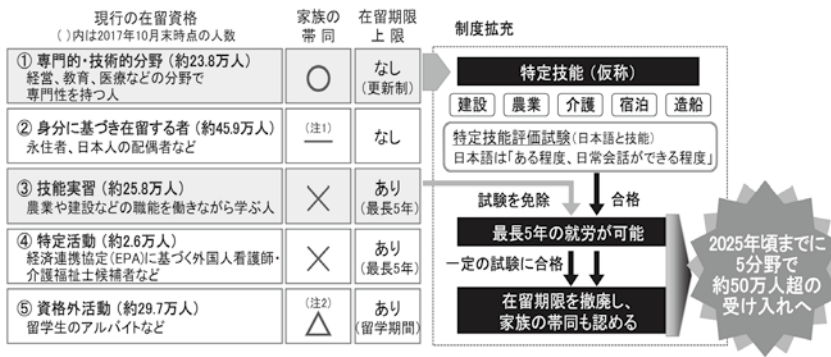 現行の在留資格
( )内は2017年10月末時点の人数
家族の
帯同
在留期限
上限
① 専門的・技術的分野(約23.8万人)
経営、教育、医療などの分野で
専門性を持つ人
○
なし
(更新制)
② 身分に基づき在留する者(約45.9万人)
永住者、日本人の配偶者など
(注1)
―
なし
③ 技能実習(約25.8万人)
農業や建設などの職能を働きながら学ぶ人
×
あり
(最長5年)
④ 特定活動(約2.6万人)
経済連携協定(EPA)に基づく外国人看護師・
介護福祉士候補者など
×
あり
(最長5年)
⑤ 資格外活動(約29.7万人)
留学生のアルバイトなど
(注2)
△
あり
(留学期間)
制度拡充
特定技能(仮称)
建設 農業 介護 宿泊 造船
特定技能評価試験(日本語と技能)
日本語は「ある程度、日常会話ができる程度」
試験を免除 合格
最長5年の就労が可能
一定の試験に合格
在留期限を撤廃し、
家族の帯同も認める
2025年頃までに
5分野で
約50万人超の
受け入れへ